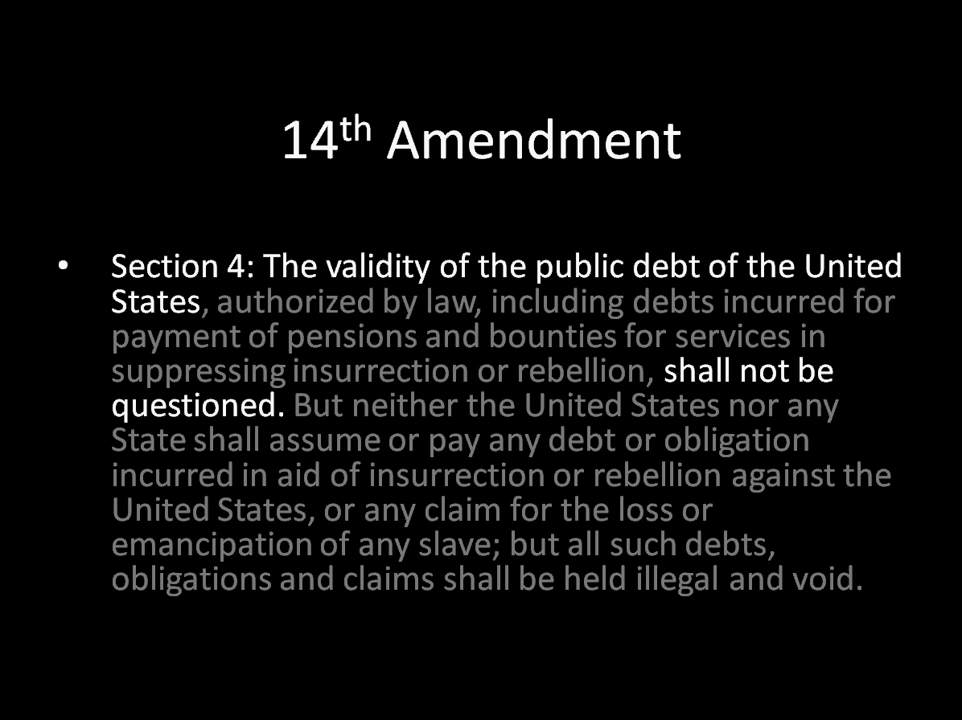 14th Amendment
• Section 4: The validity of the public debt of the United
States, authorized by law, including debts incurred for
payment of pensions and bounties for services in
suppressing insurrection or rebellion, shall not be
questioned. But neither the United States nor any
State shall assume or pay any debt or obligation
incurred in aid of insurrection or rebellion against the
United States, or any claim for the loss or
emancipation of any slave; but all such debts,
obligations and claims shall be held illegal and void.